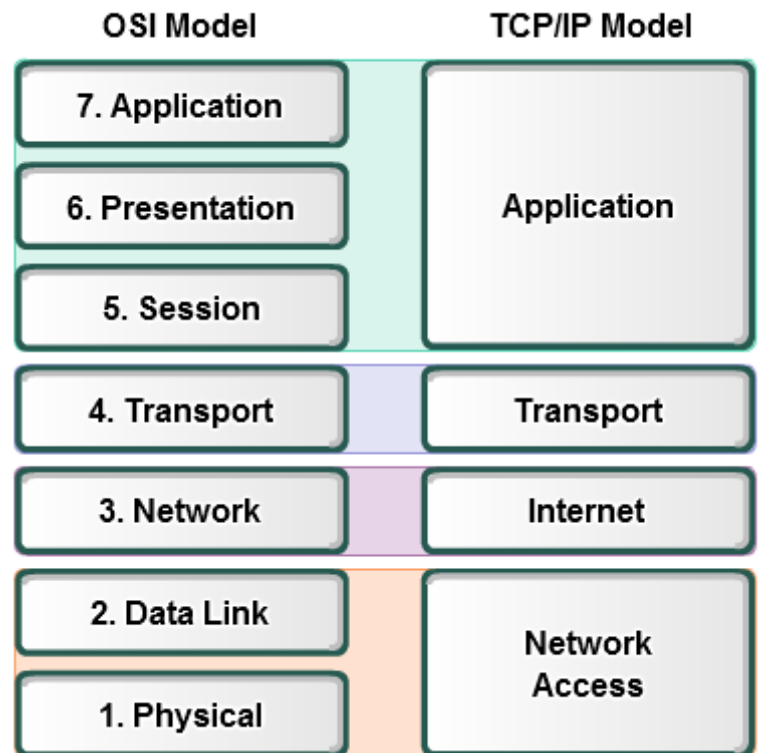 OSI Model
TCP/IP Model
7. Application
6. Presentation
5. Session
Application
4. Transport
Transport
3. Network
Internet
2. Data Link
1. Physical
Network
Access